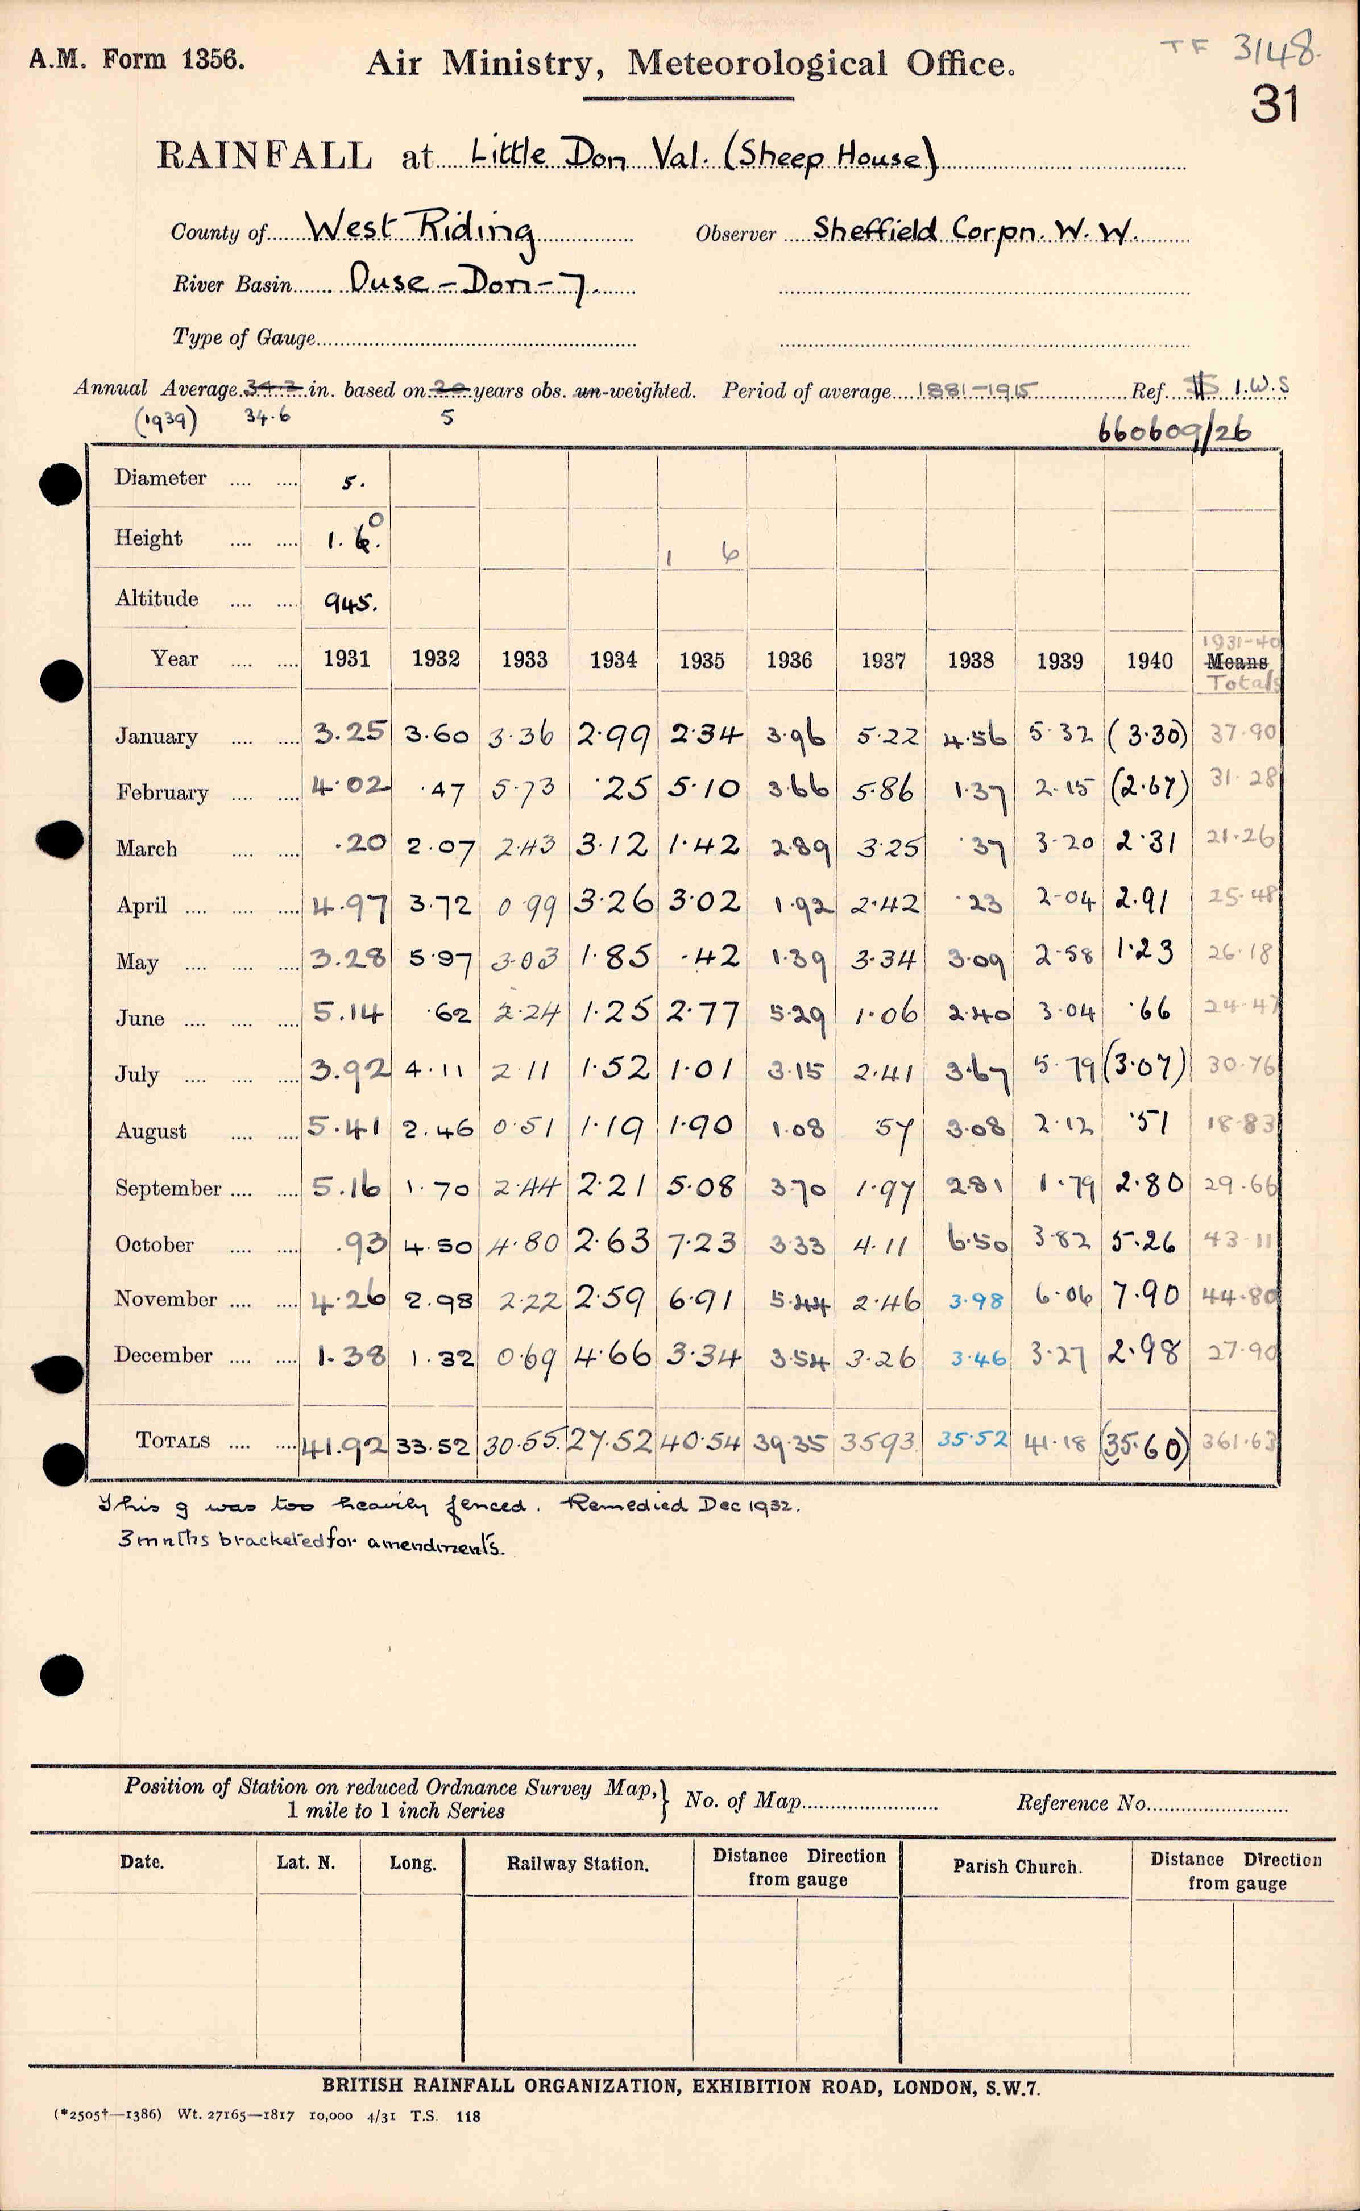 TF 3148.
A.M. Form 1356. Air Ministry, Meteorological Office.
31
RAINFALL at Little Don Val. (Sheep House)
County of West Riding Observer Sheffield Corpn. W. W.
River Basin Ouse - Don - 7.
Type of Gauge
Annual Average 34.2 in. based on 20 years obs. un-weighted. Period of average 1881-1915 Ref. I.W.S
(1939) 34.6 5 660609/26
Diameter .... .... 5.
Height .... .... 1. 6. 0 1 6
Altitude .... .... 945.
1931-40
Year .... .... 1931 1932 1933 1934 1935 1936 1937 1938 1939 1940 Means
Totals
January .... .... 3.25 3.60 3.36 2.99 2.34 3.96 5.22 4.56 5.32 (3.30) 37.90
February .... .... 4.02 .47 5.73 .25 5.10 3.66 5.86 1.37 2.15 (2.67) 31.28
March .... .... .20 2.07 2.43 3.12 1.42 2.89 3.25 .37 3.20 2.31 21.26
April .... .... .... 4.97 3.72 0.99 3.26 3.02 1.92 2.42 .23 2.04 2.91 25.48
May .... .... .... 3.28 5.97 3.03 1.85 .42 1.39 3.34 3.09 2.58 1.23 26.18
June .... .... .... 5.14 .62 2.24 1.25 2.77 5.29 1.06 2.40 3.04 .66 24.47
July .... .... .... 3.92 4.11 2.11 1.52 1.01 3.15 2.41 3.67 5.79 (3.07) 30.76
August .... .... 5.41 2.46 0.51 1.19 1.90 1.08 57 3.08 2.12 .51 18.83
September .... .... 5.16 1.70 2.44 2.21 5.08 3.70 1.97 2.81 1.79 2.80 29.66
October .... .... .93 4.50 4.80 2.63 7.23 3.33 4.11 6.50 3.82 5.26 43.11
November .... .... 4.26 2.98 2.22 2.59 6.91 5.44 2.46 3.98 6.06 7.90 44.80
December .... .... 1.38 1.32 0.69 4.66 3.34 3.54 3.26 3.46 3.27 2.98 27.90
TOTALS .... .... 41.92 33.52 30.55. 27.52 40.54 39.35 35.93 35.52 41.18 (35.60) 361.63
This g was too heavily fenced. Remedied Dec 1932.
3 mnths bracketed for amendments.
Position of Station on reduced Ordnance Survey Map,} No. of Map Reference No.
1 mile to 1 inch Series
Date. Lat. N. Long. Railway Station. Distance Direction from gauge Parish Church. Distance Direction from gauge
BRITISH RAINFALL ORGANIZATION, EXHIBITION ROAD, LONDON, S.W.7.
(*2505†—1386) Wt. 27165—1817 10,000 4/31 T.S. 118